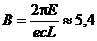 B = 2πE / ecL ≈ 5,4